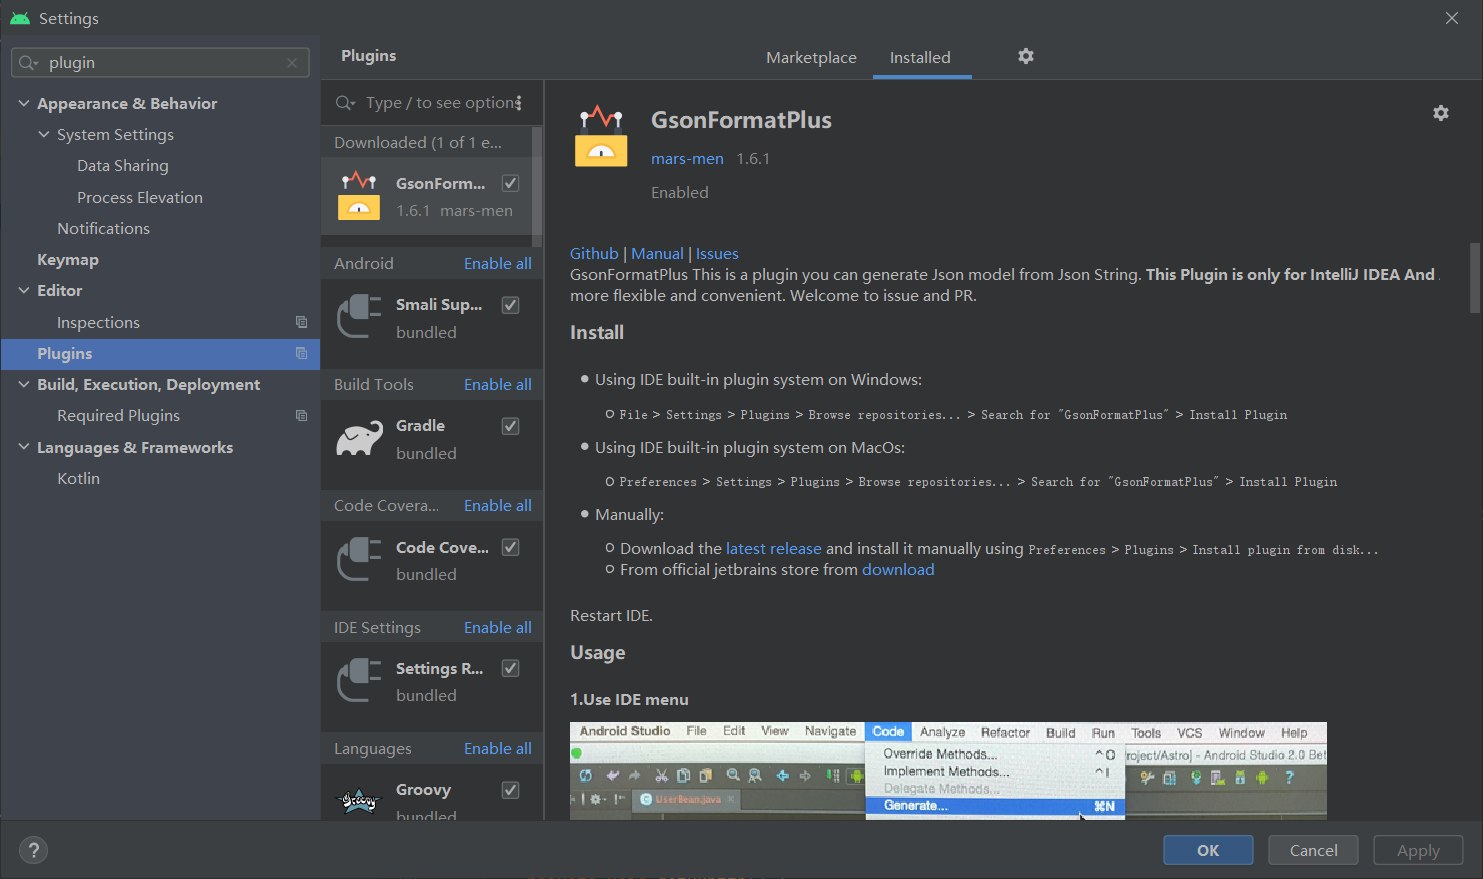 Settings
plugin
Appearance & Behavior
System Settings
Data Sharing
Process Elevation
Notifications
Keymap
Editor
Inspections
Plugins
Build, Execution, Deployment
Required Plugins
Languages & Frameworks
Kotlin
Plugins
Marketplace
Installed
Type / to see options
Downloaded (1 of 1 e...
GsonForm...
1.6.1 mars-men
Android Enable all
Smali Sup...
bundled
Build Tools Enable all
Gradle
bundled
Code Covera... Enable all
Code Cove...
bundled
IDE Settings Enable all
Settings R...
bundled
Languages Enable all
Groovy
Groovy
bundled
GsonFormatPlus
mars-men 1.6.1
Enabled
Github | Manual | Issues
GsonFormatPlus This is a plugin you can generate Json model from Json String. This Plugin is only for IntelliJ IDEA And
more flexible and convenient. Welcome to issue and PR.
Install
Using IDE built-in plugin system on Windows:
File > Settings > Plugins > Browse repositories... > Search for "GsonFormatPlus" > Install Plugin
Using IDE built-in plugin system on MacOs:
Preferences > Settings > Plugins > Browse repositories... > Search for "GsonFormatPlus" > Install Plugin
Manually:
Download the latest release and install it manually using Preferences > Plugins > Install plugin from disk...
From official jetbrains store from download
Restart IDE.
Usage
1.Use IDE menu
Android Studio File Edit View Navigate Code Analyze Refactor Build Run Tools VCS Window Help
Override Methods... ^O
roject/Astro] - Android Studio 2.0 Bet
Implement Methods... ^I
Delegate Methods...
UserBean.java
Generate... ⌘N
?
OK
Cancel
Apply